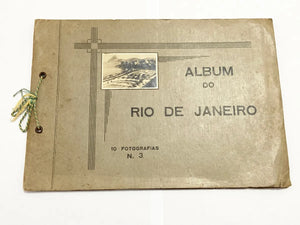 ALBUM
DO
RIO DE JANEIRO
10 FOTOGRAFIAS
N. 3